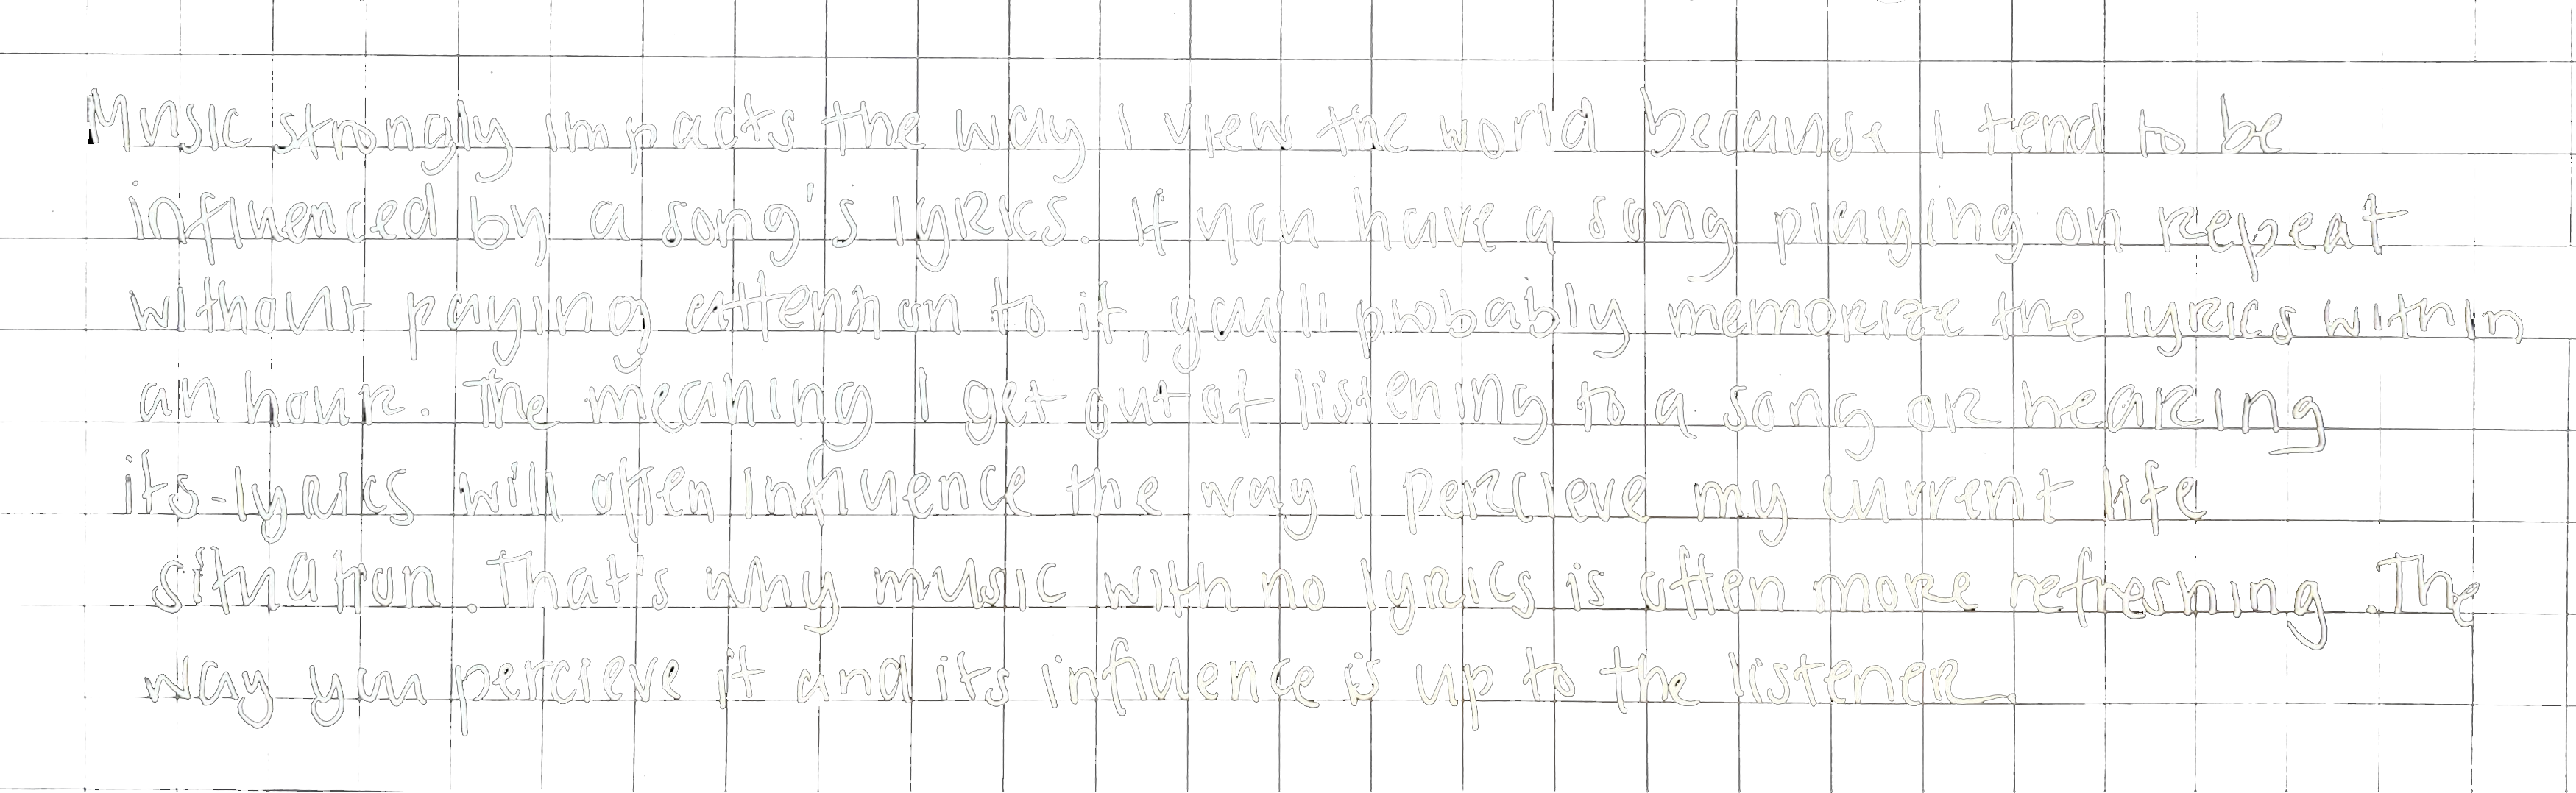 Music strongly impacts the way I view the world because I tend to be
influenced by a song's lyrics. If you have a song playing on repeat
without paying attention to it, you'll probably memorize the lyrics within
an hour. The meaning I get out of listening to a song or hearing
its lyrics will often influence the way I percieve my current life
situation. That's why music with no lyrics is often more refreshing. The
way you percieve it and its influence is up to the listener.